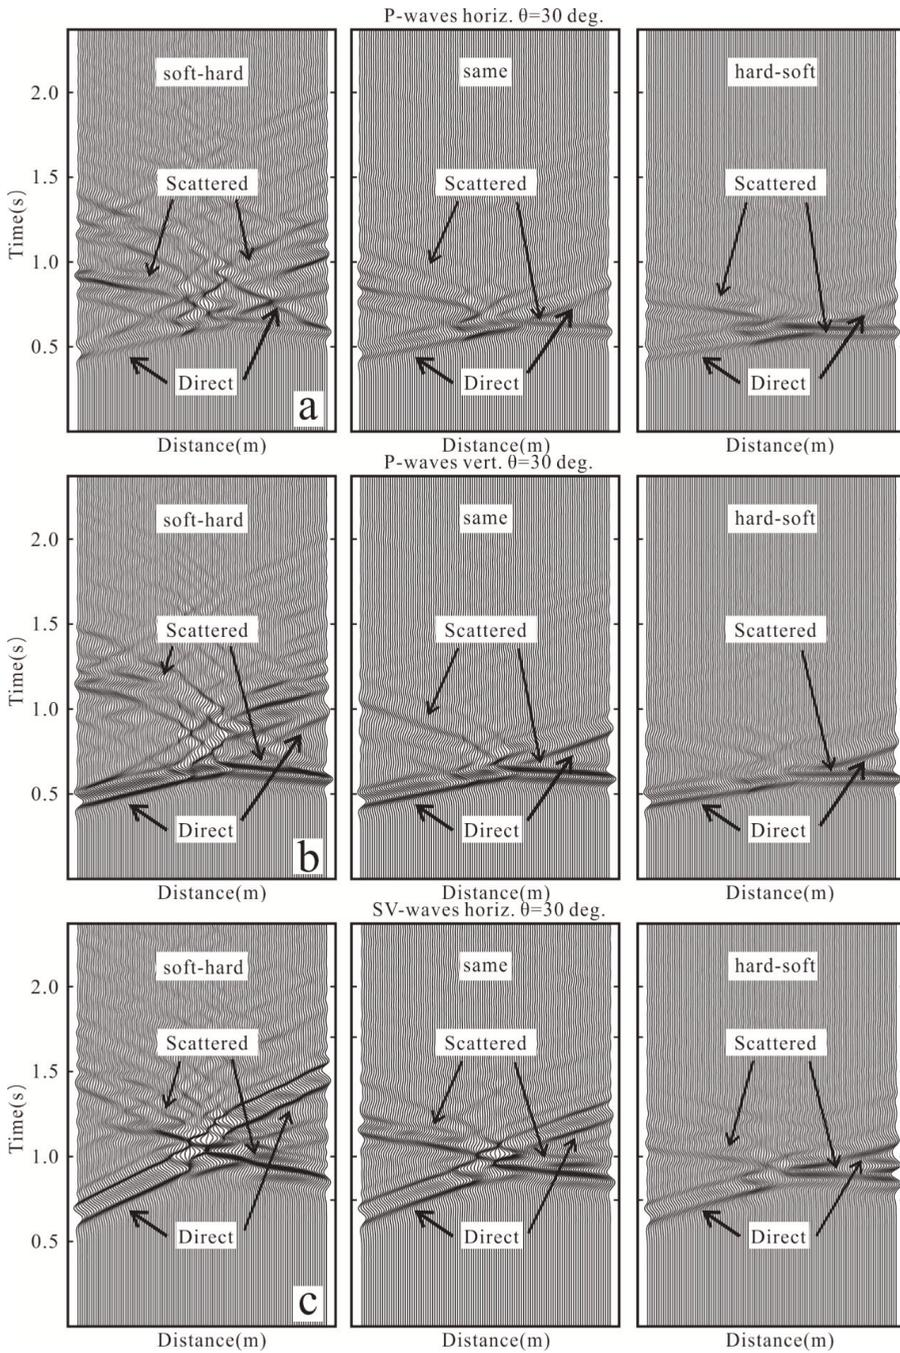 P-waves horiz. θ=30 deg.
soft-hard same hard-soft
2.0
1.5
Scattered Scattered Scattered
Time(s)
1.0
0.5
Direct Direct Direct
a
Distance(m) Distance(m) Distance(m)
P-waves vert. θ=30 deg.
soft-hard same hard-soft
2.0
1.5
Scattered Scattered Scattered
Time(s)
1.0
0.5
Direct Direct Direct
b
Distance(m) Distance(m) Distance(m)
SV-waves horiz. θ=30 deg.
soft-hard same hard-soft
2.0
Scattered Scattered Scattered
1.5
Time(s)
1.0
0.5
Direct Direct Direct
c
Distance(m) Distance(m) Distance(m)